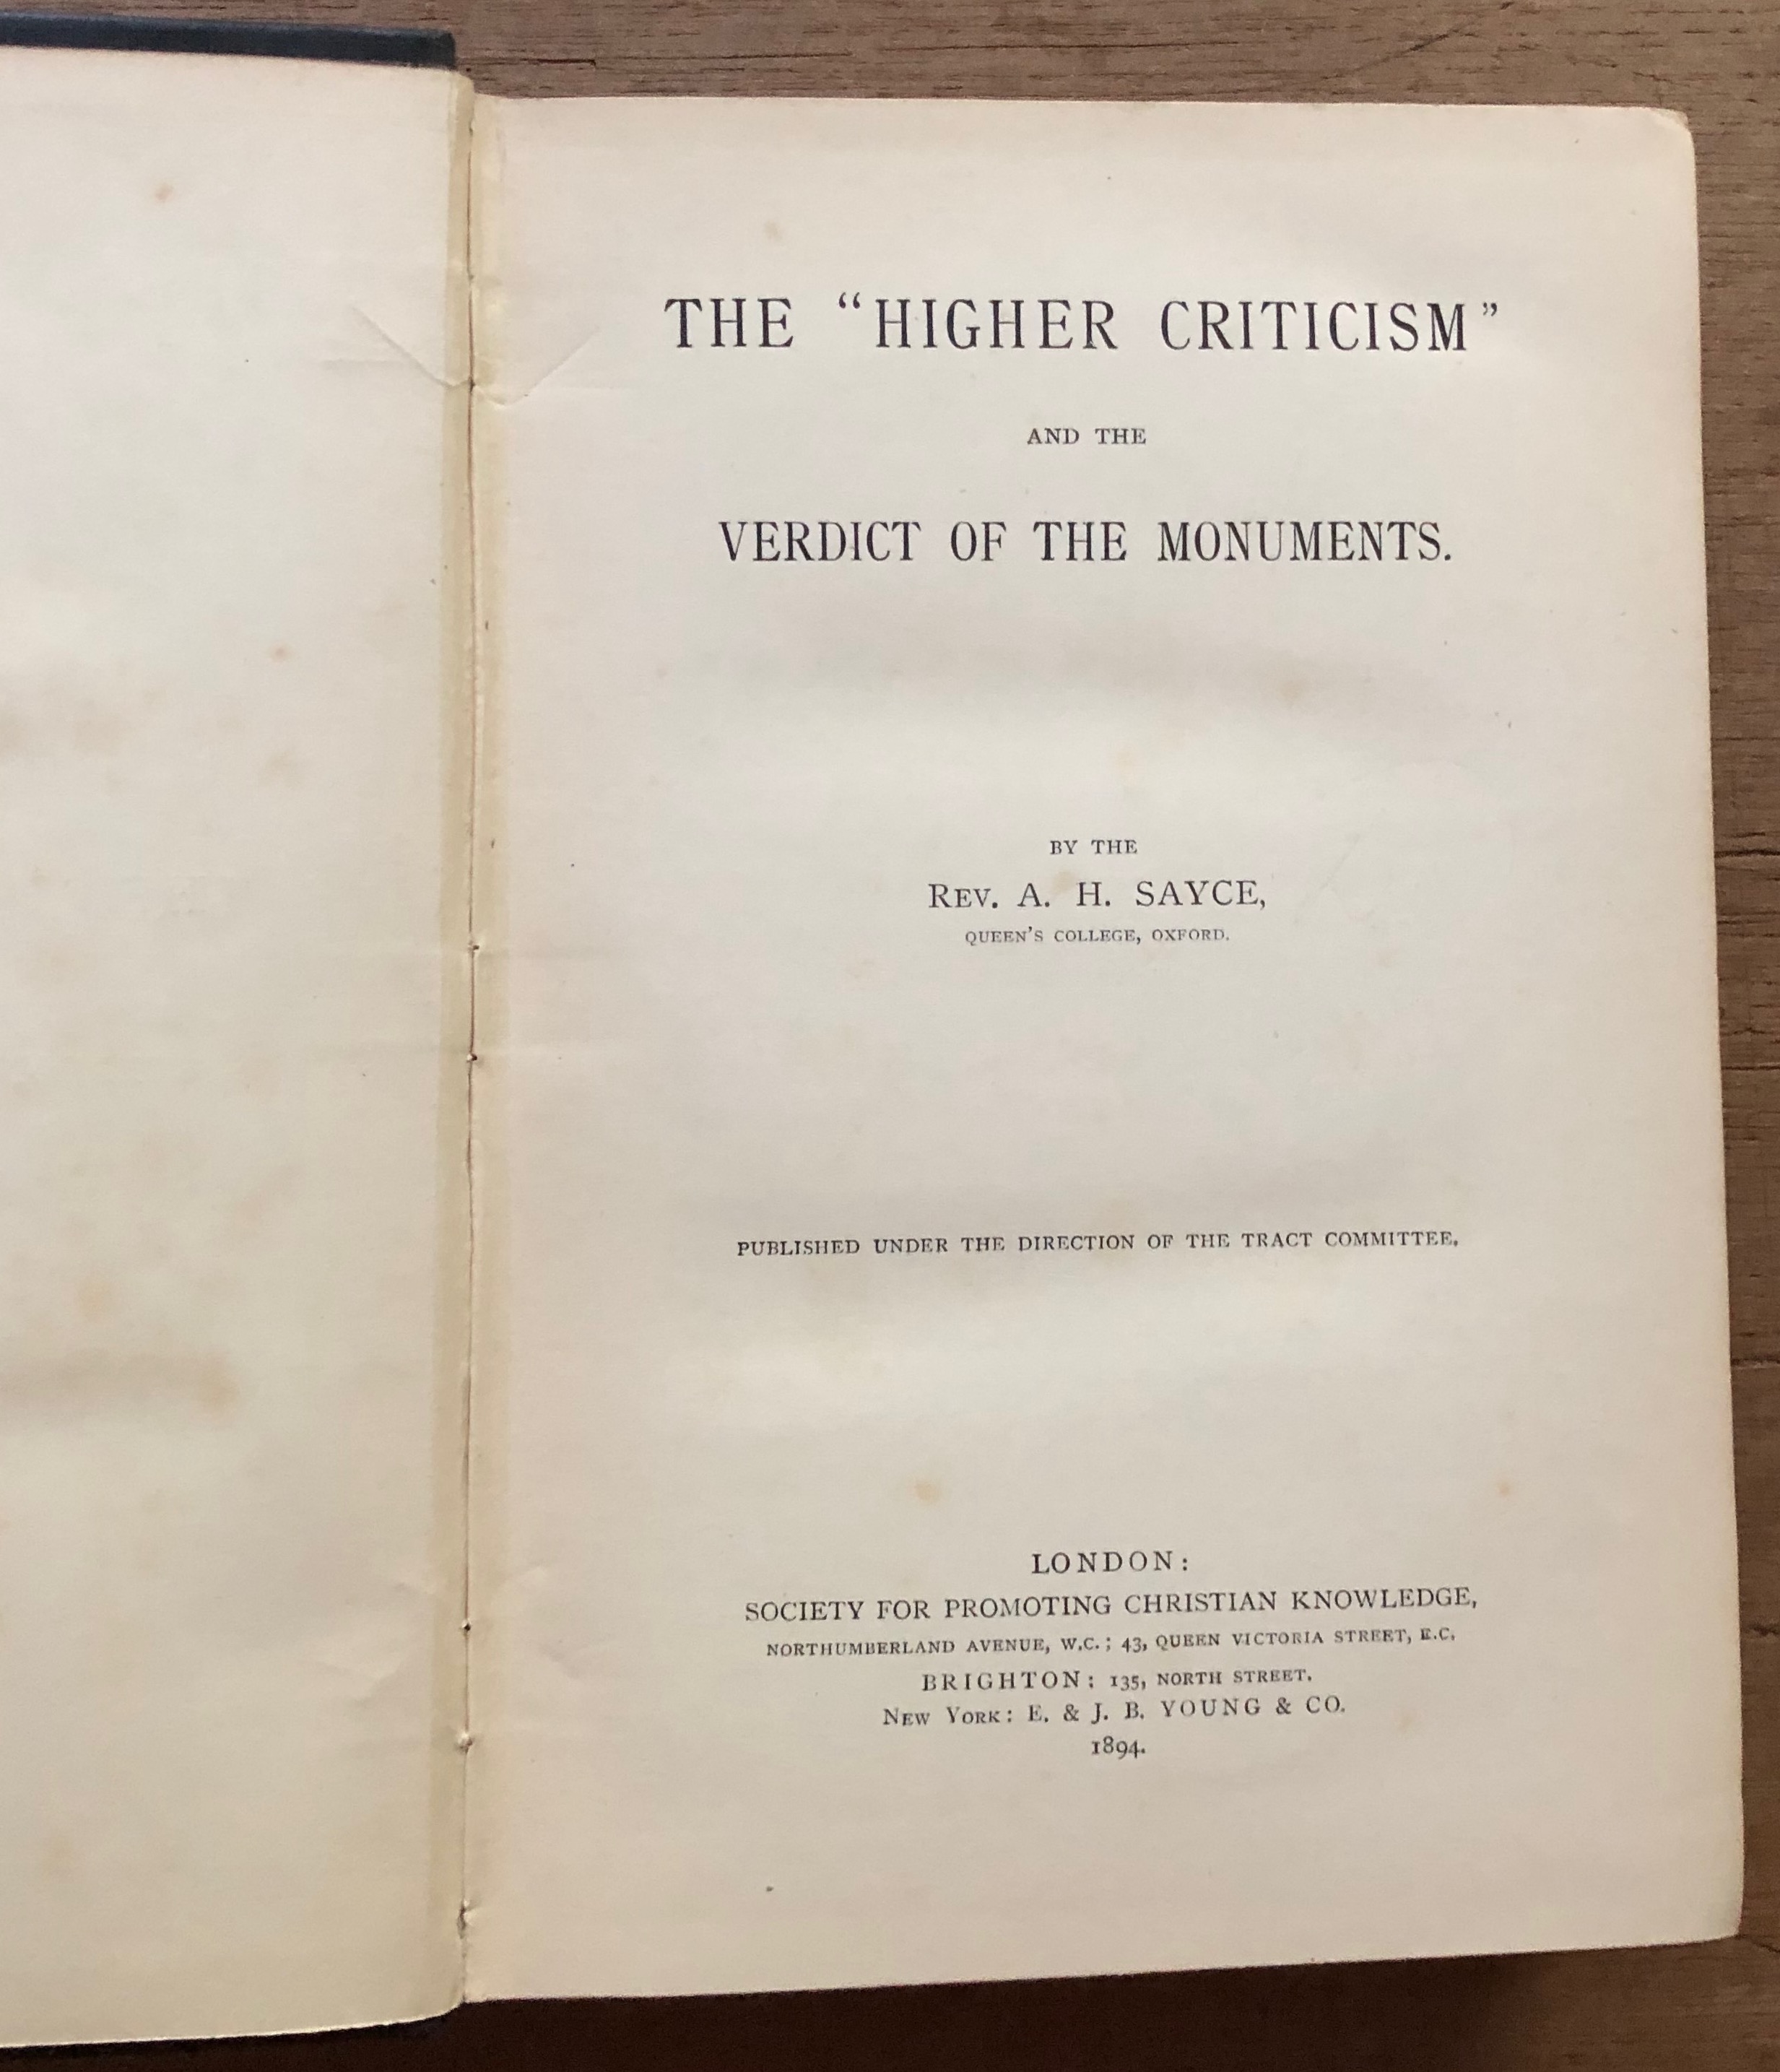 THE “HIGHER CRITICISM”
AND THE
VERDICT OF THE MONUMENTS.
BY THE
REV. A. H. SAYCE,
QUEEN'S COLLEGE, OXFORD.
PUBLISHED UNDER THE DIRECTION OF THE TRACT COMMITTEE.
LONDON:
SOCIETY FOR PROMOTING CHRISTIAN KNOWLEDGE,
NORTHUMBERLAND AVENUE, W.C.; 43, QUEEN VICTORIA STREET, E.C.
BRIGHTON: 135, NORTH STREET.
NEW YORK: E. & J. B. YOUNG & CO.
1894.